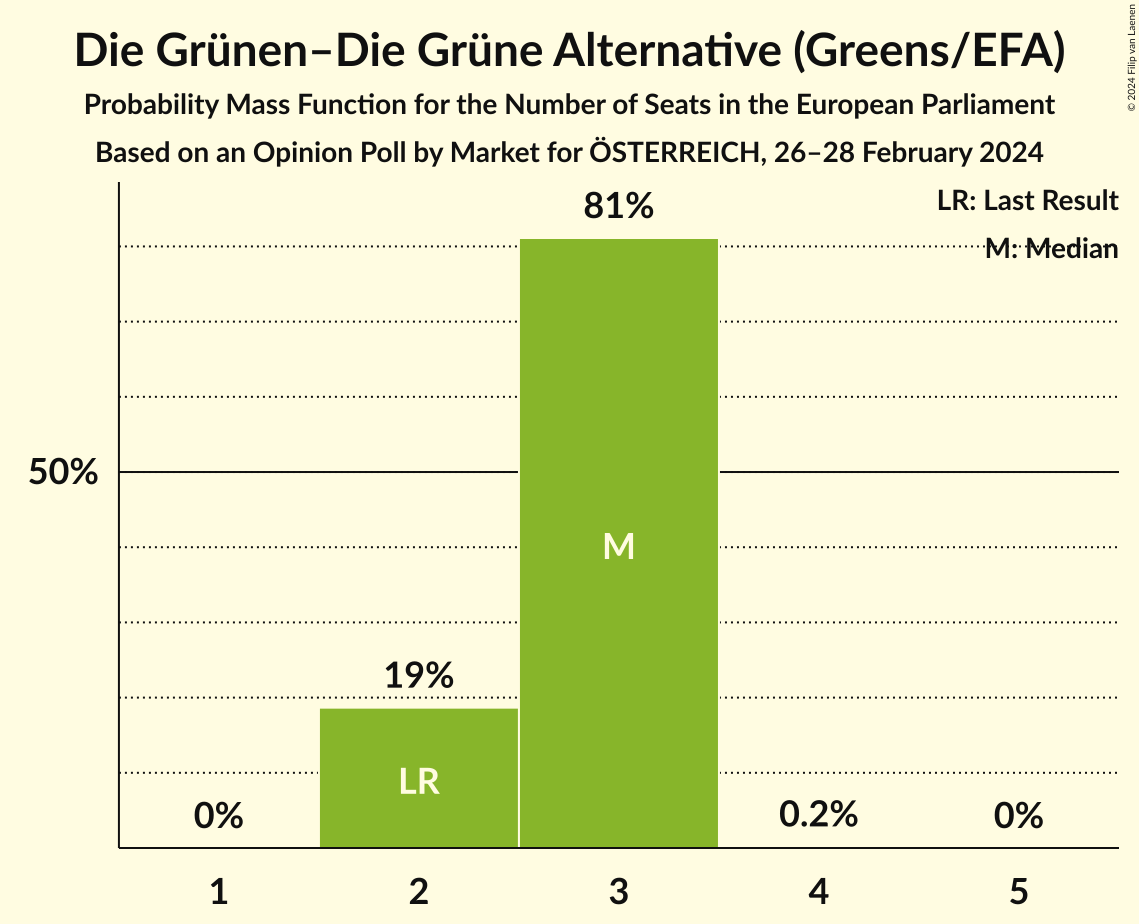 Die Grünen–Die Grüne Alternative (Greens/EFA)
Probability Mass Function for the Number of Seats in the European Parliament
Based on an Opinion Poll by Market for ÖSTERREICH, 26–28 February 2024
© 2024 Filip van Laenen
LR: Last Result
M: Median
81%
50%
M
19%
LR
0%
0.2%
0%
1 2 3 4 5